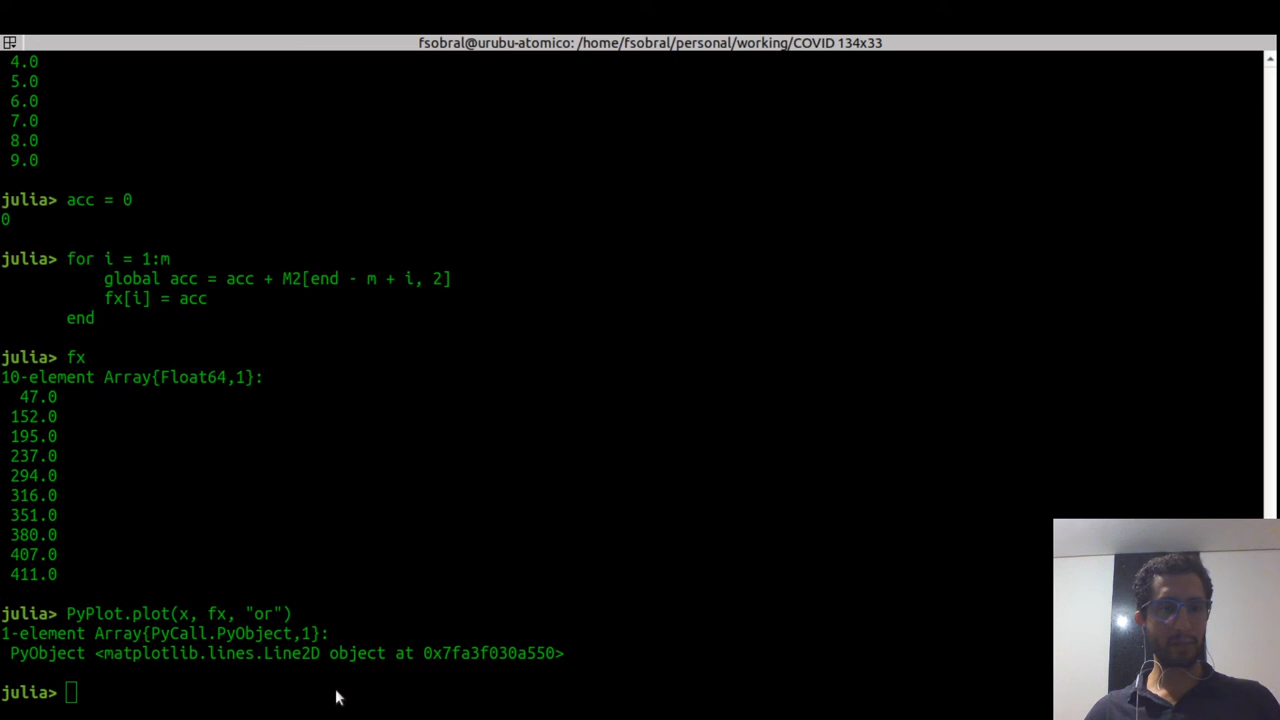 fsobral@urubu-atomico: /home/fsobral/personal/working/COVID 134x33
4.0
5.0
6.0
7.0
8.0
9.0
julia> acc = 0
0
julia> for i = 1:m
global acc = acc + M2[end - m + i, 2]
fx[i] = acc
end
julia> fx
10-element Array{Float64,1}:
47.0
152.0
195.0
237.0
294.0
316.0
351.0
380.0
407.0
411.0
julia> PyPlot.plot(x, fx, "or")
1-element Array{PyCall.PyObject,1}:
PyObject <matplotlib.lines.Line2D object at 0x7fa3f030a550>
julia>